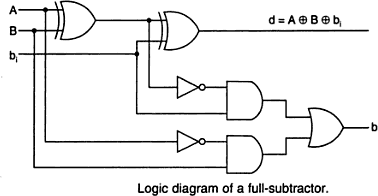 A
d = A ⊕ B ⊕ bi
B
bi
b
Logic diagram of a full-subtractor.